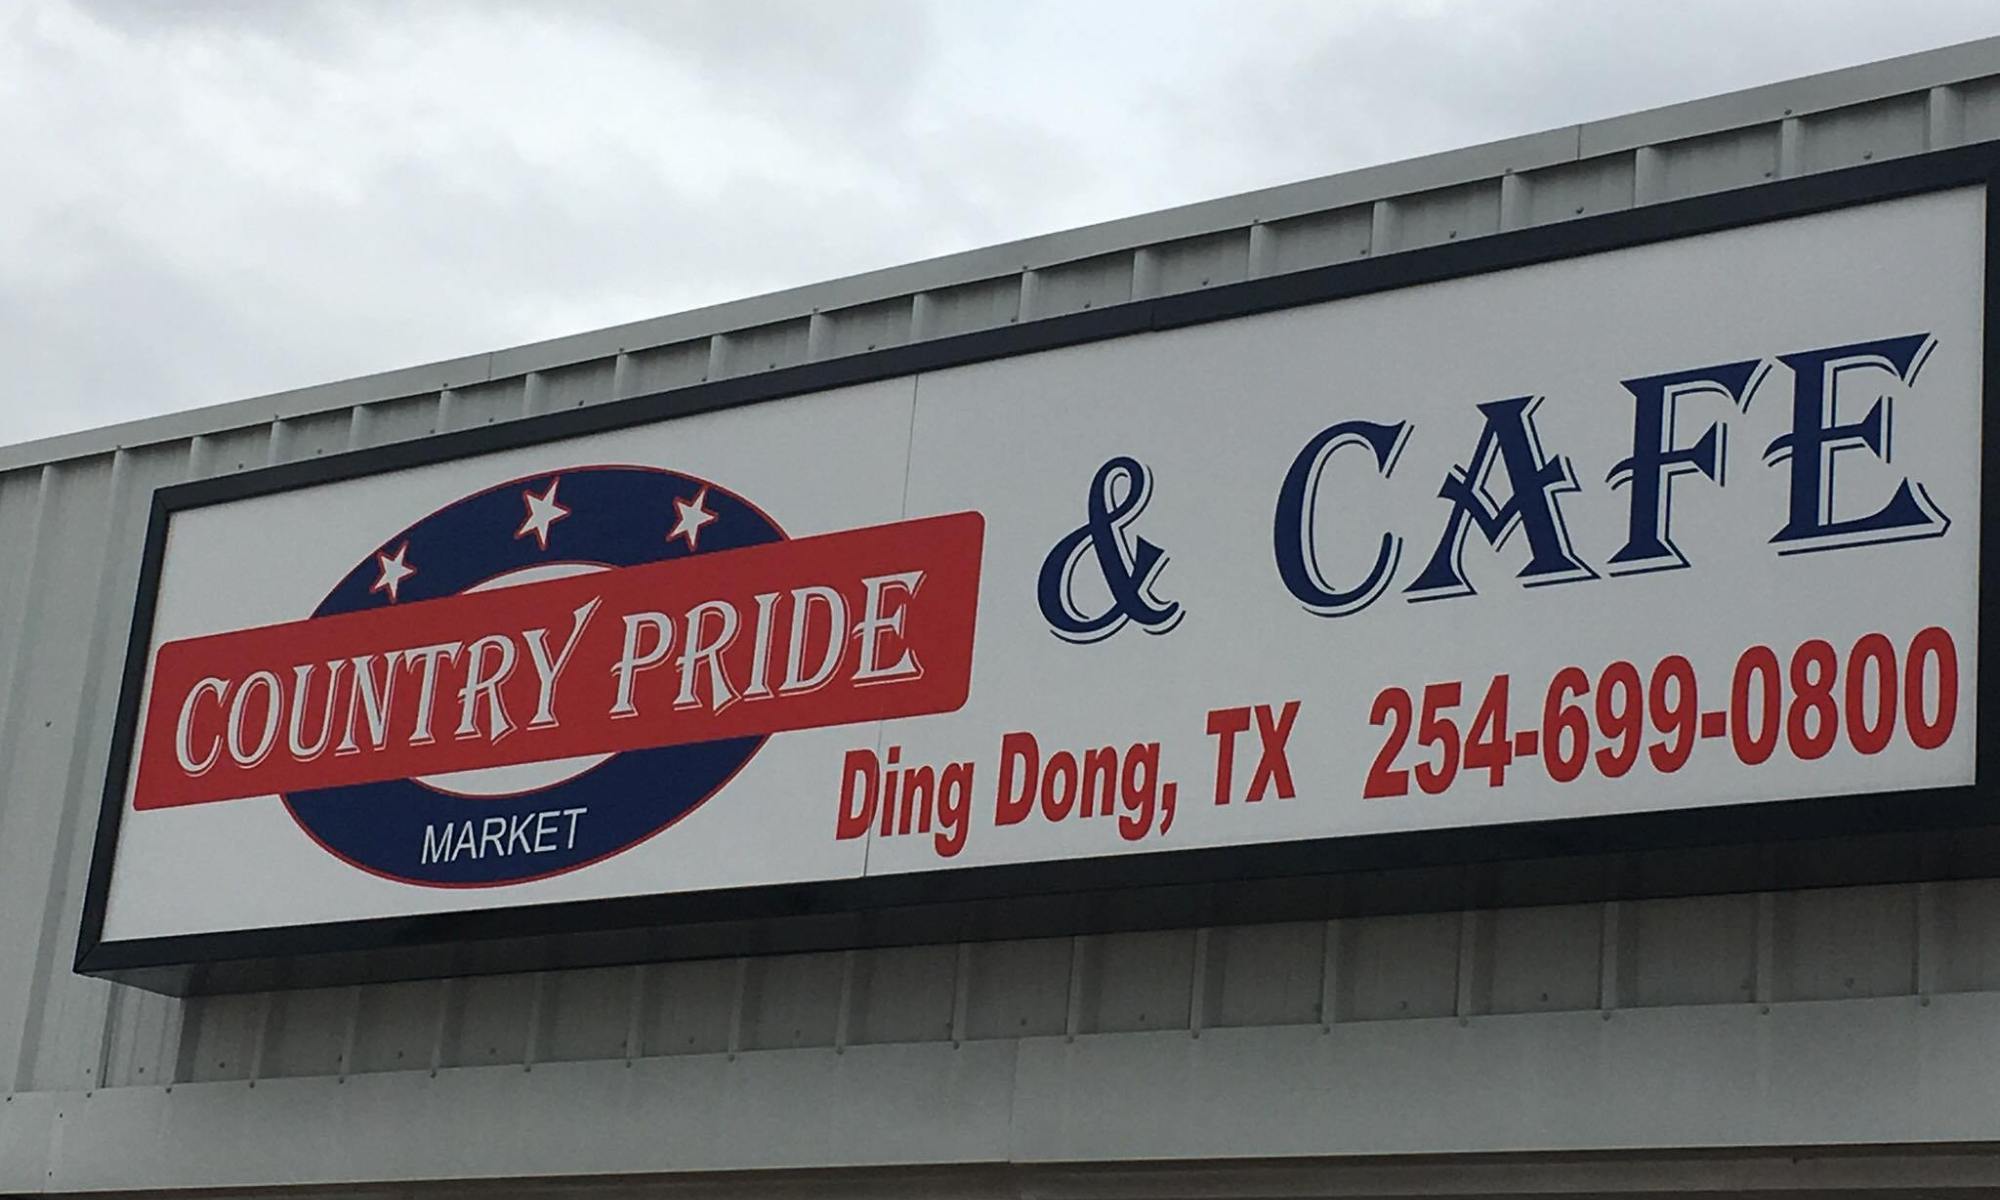 COUNTRY PRIDE
MARKET
& CAFE
Ding Dong, TX 254-699-0800